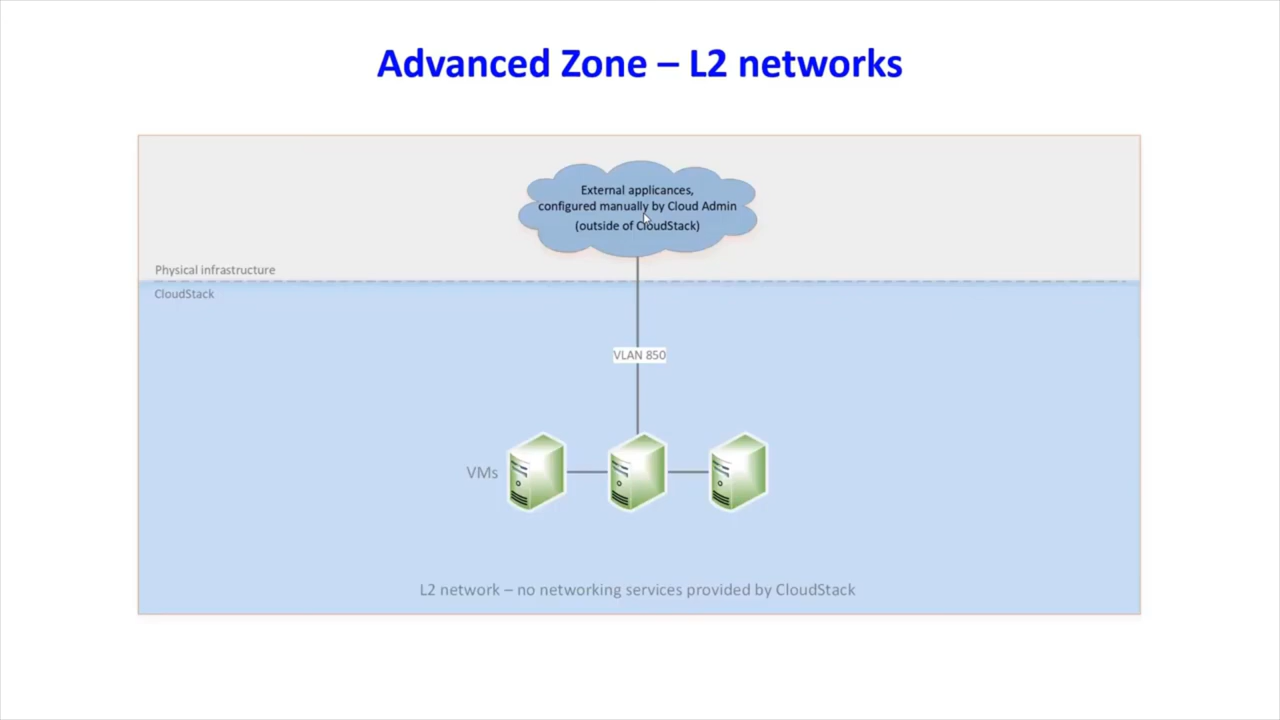 Advanced Zone – L2 networks
External applicances,
configured manually by Cloud Admin
(outside of CloudStack)
Physical infrastructure
CloudStack
VLAN 850
VMs
L2 network – no networking services provided by CloudStack